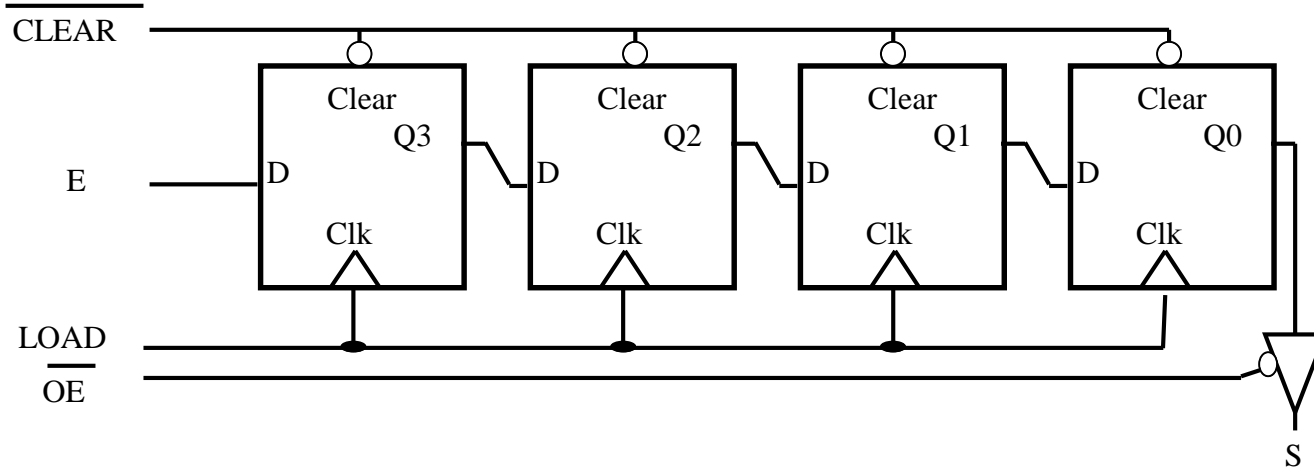 CLEAR
Clear Clear Clear Clear
Q3 Q2 Q1 Q0
E D D D D
Clk Clk Clk Clk
LOAD
OE
S